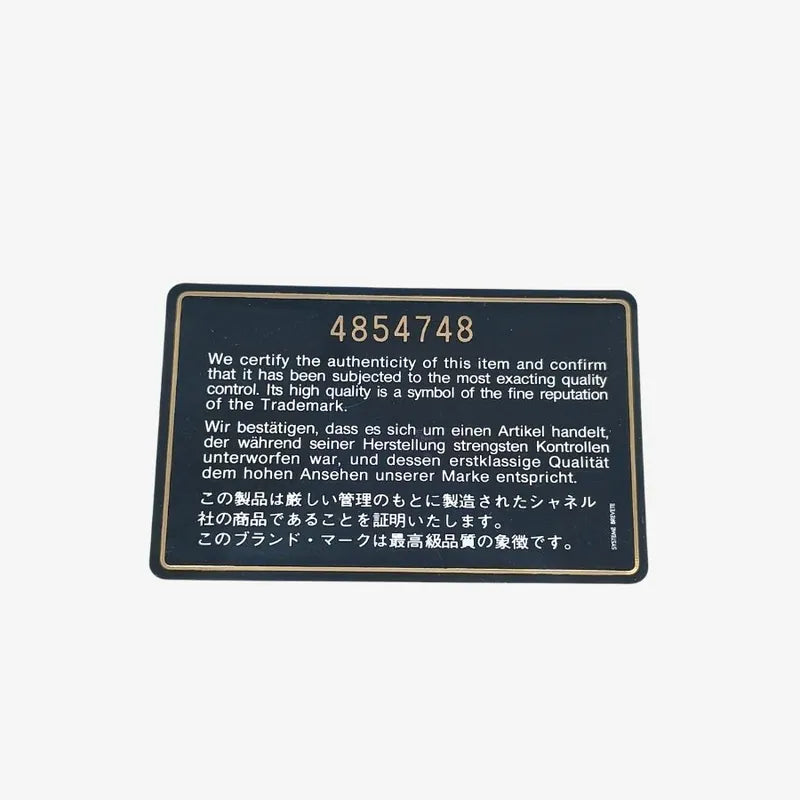 4854748
We certify the authenticity of this item and confirm
that it has been subjected to the most exacting quality
control. Its high quality is a symbol of the fine reputation
of the Trademark.
Wir bestätigen, dass es sich um einen Artikel handelt,
der während seiner Herstellung strengsten Kontrollen
unterworfen war, und dessen erstklassige Qualität
dem hohen Ansehen unserer Marke entspricht.
この製品は厳しい管理のもとに製造されたシャネル
社の商品であることを証明いたします。
このブランド・マークは最高級品質の象徴です。
SYSTEME BREVETE